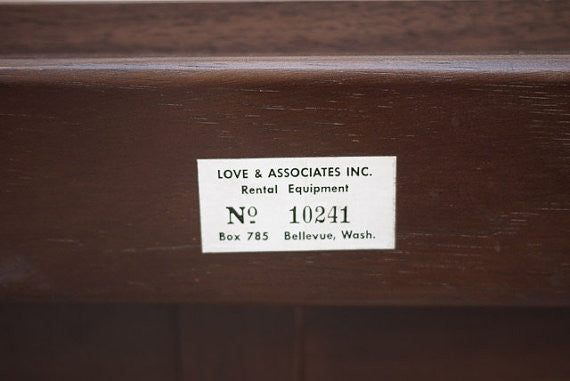 LOVE & ASSOCIATES INC.
Rental Equipment
Nº 10241
Box 785 Bellevue, Wash.